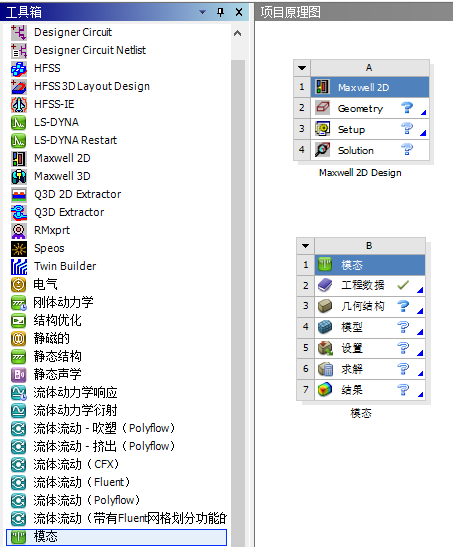 工具箱
Designer Circuit
Designer Circuit Netlist
HFSS
HFSS 3D Layout Design
HFSS-IE
LS-DYNA
LS-DYNA Restart
Maxwell 2D
Maxwell 3D
Q3D 2D Extractor
Q3D Extractor
RMxprt
Speos
Twin Builder
电气
刚体动力学
结构优化
静磁的
静态结构
静态声学
流体动力学响应
流体动力学衍射
流体流动 - 吹塑（Polyflow）
流体流动 - 挤出（Polyflow）
流体流动（CFX）
流体流动（Fluent）
流体流动（Polyflow）
流体流动（带有Fluent网格划分功能的
模态
项目原理图
A
1 Maxwell 2D
2 Geometry ?
3 Setup ?
4 Solution ?
Maxwell 2D Design
B
1 模态
2 工程数据 ✓
3 几何结构 ?
4 模型 ?
5 设置 ?
6 求解 ?
7 结果 ?
模态